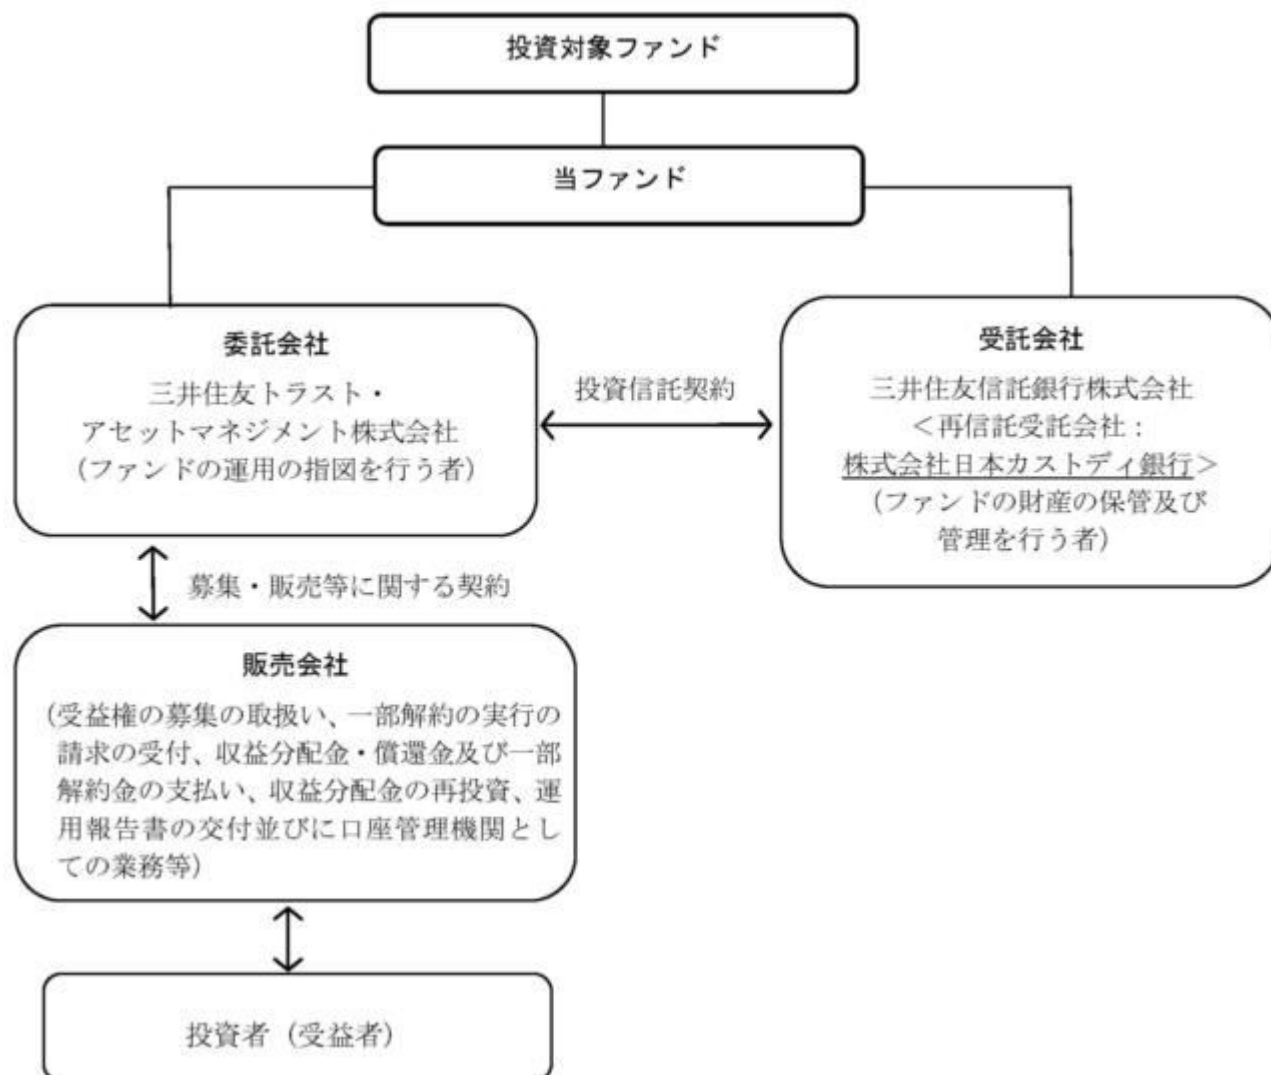 投資対象ファンド
当ファンド
委託会社
三井住友トラスト・
アセットマネジメント株式会社
（ファンドの運用の指図を行う者）
投資信託契約
受託会社
三井住友信託銀行株式会社
＜再信託受託会社：
株式会社日本カストディ銀行＞
（ファンドの財産の保管及び
管理を行う者）
募集・販売等に関する契約
販売会社
（受益権の募集の取扱い、一部解約の実行の
請求の受付、収益分配金・償還金及び一部
解約金の支払い、収益分配金の再投資、運
用報告書の交付並びに口座管理機関とし
ての業務等）
投資者（受益者）